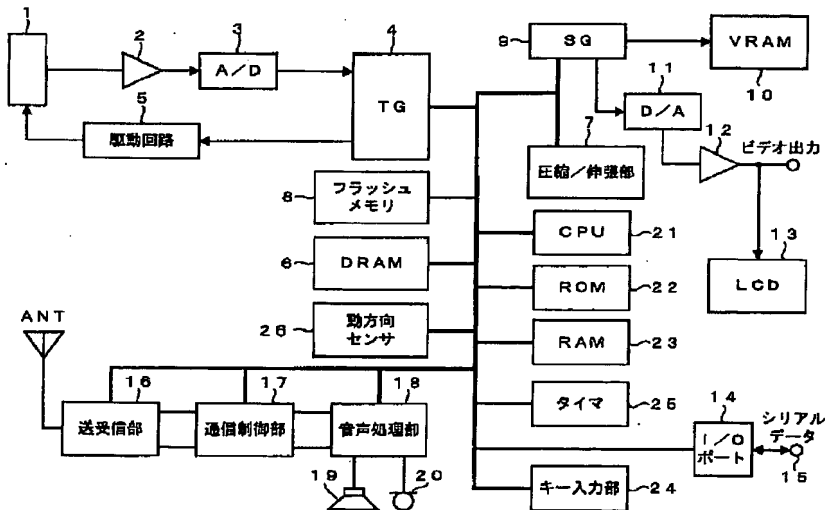 1
2
3
A/D
4
TG
5
駆動回路
9
SG
VRAM
10
11
D/A
7
圧縮/伸張部
12
ビデオ出力
13
LCD
8
フラッシュ
メモリ
6
DRAM
26
動方向
センサ
CPU
21
ROM
22
RAM
23
タイマ
25
キー入力部
24
14
I/O
ポート
シリアル
データ
15
ANT
16
送受信部
17
通信制御部
18
音声処理部
19
20